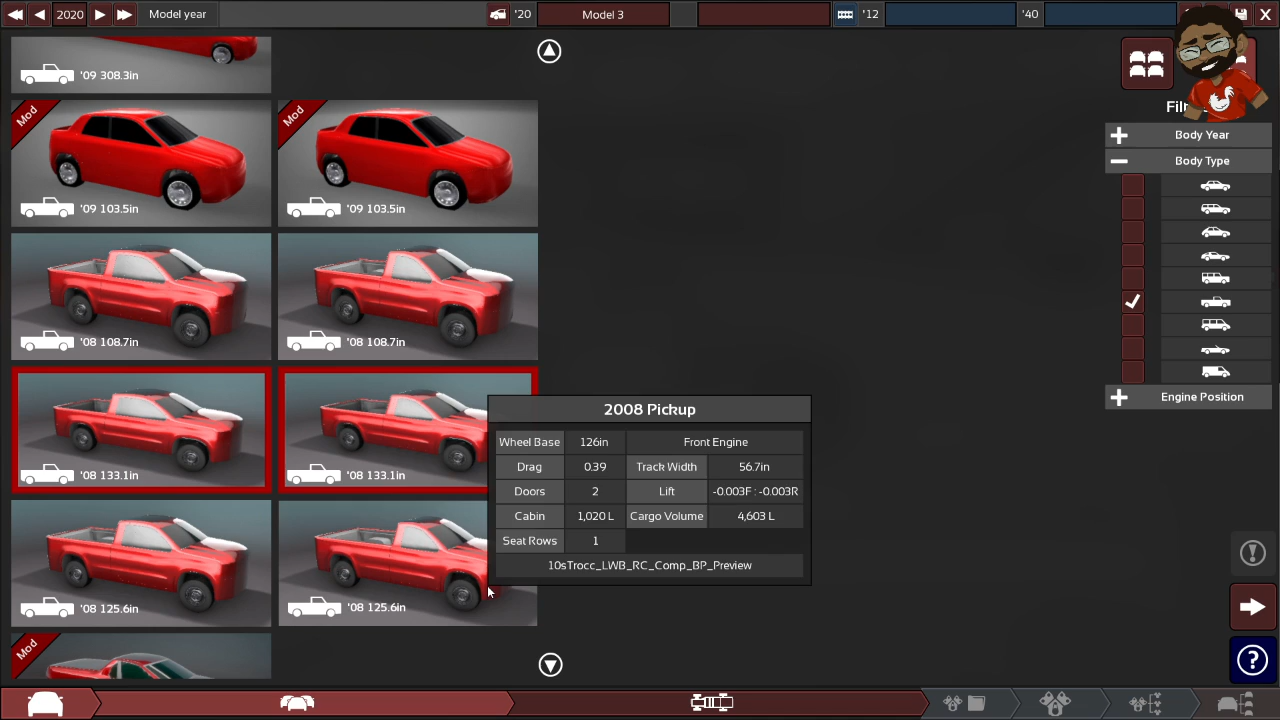 2020 Model year '20 Model 3 '12 '40
'09 308.3in
Mod Mod
'09 103.5in '09 103.5in
'08 108.7in '08 108.7in
'08 133.1in '08 133.1in
'08 125.6in '08 125.6in
Mod
2008 Pickup
Wheel Base 126in Front Engine
Drag 0.39 Track Width 56.7in
Doors 2 Lift -0.003F : -0.003R
Cabin 1,020 L Cargo Volume 4,603 L
Seat Rows 1
10sTrocc_LWB_RC_Comp_BP_Preview
+ Body Year
− Body Type
+ Engine Position
?